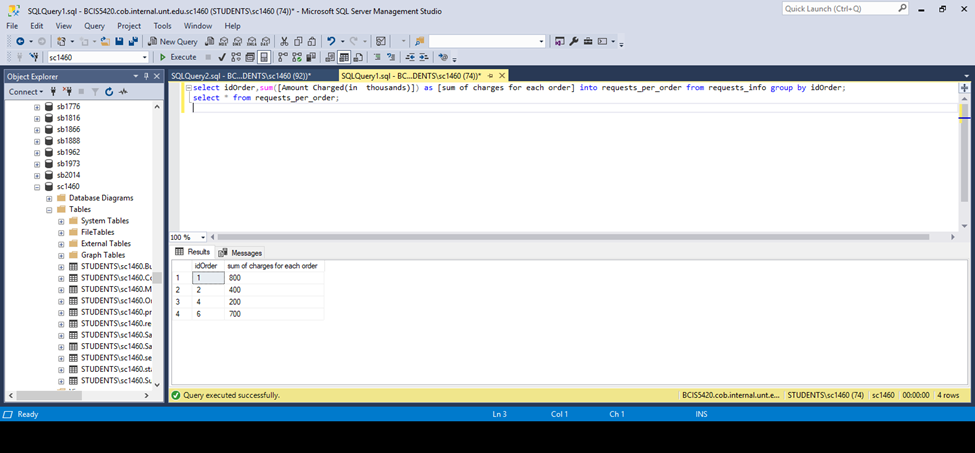 SQLQuery1.sql - BCIS5420.cob.internal.unt.edu.sc1460 (STUDENTS\sc1460 (74))* - Microsoft SQL Server Management Studio
Quick Launch (Ctrl+Q)
File Edit View Query Project Tools Window Help
New Query
sc1460 Execute
Object Explorer
SQLQuery2.sql - BC...DENTS\sc1460 (92))*
SQLQuery1.sql - BC...DENTS\sc1460 (74))*
Connect
sb1776
sb1816
sb1866
sb1888
sb1962
sb1973
sb2014
sc1460
Database Diagrams
Tables
System Tables
FileTables
External Tables
Graph Tables
STUDENTS\sc1460.Bu
STUDENTS\sc1460.Co
STUDENTS\sc1460.M
STUDENTS\sc1460.Or
STUDENTS\sc1460.pr
STUDENTS\sc1460.re
STUDENTS\sc1460.Sa
STUDENTS\sc1460.Sa
STUDENTS\sc1460.se
STUDENTS\sc1460.sta
STUDENTS\sc1460.Su
select idOrder,sum([Amount Charged(in  thousands)]) as [sum of charges for each order] into requests_per_order from requests_info group by idOrder;
select * from requests_per_order;
100 %
Results Messages
idOrder sum of charges for each order
1 1 800
2 2 400
3 4 200
4 6 700
Query executed successfully.
BCIS5420.cob.internal.unt.e... STUDENTS\sc1460 (74) sc1460 00:00:00 4 rows
Ready Ln 3 Col 1 Ch 1 INS